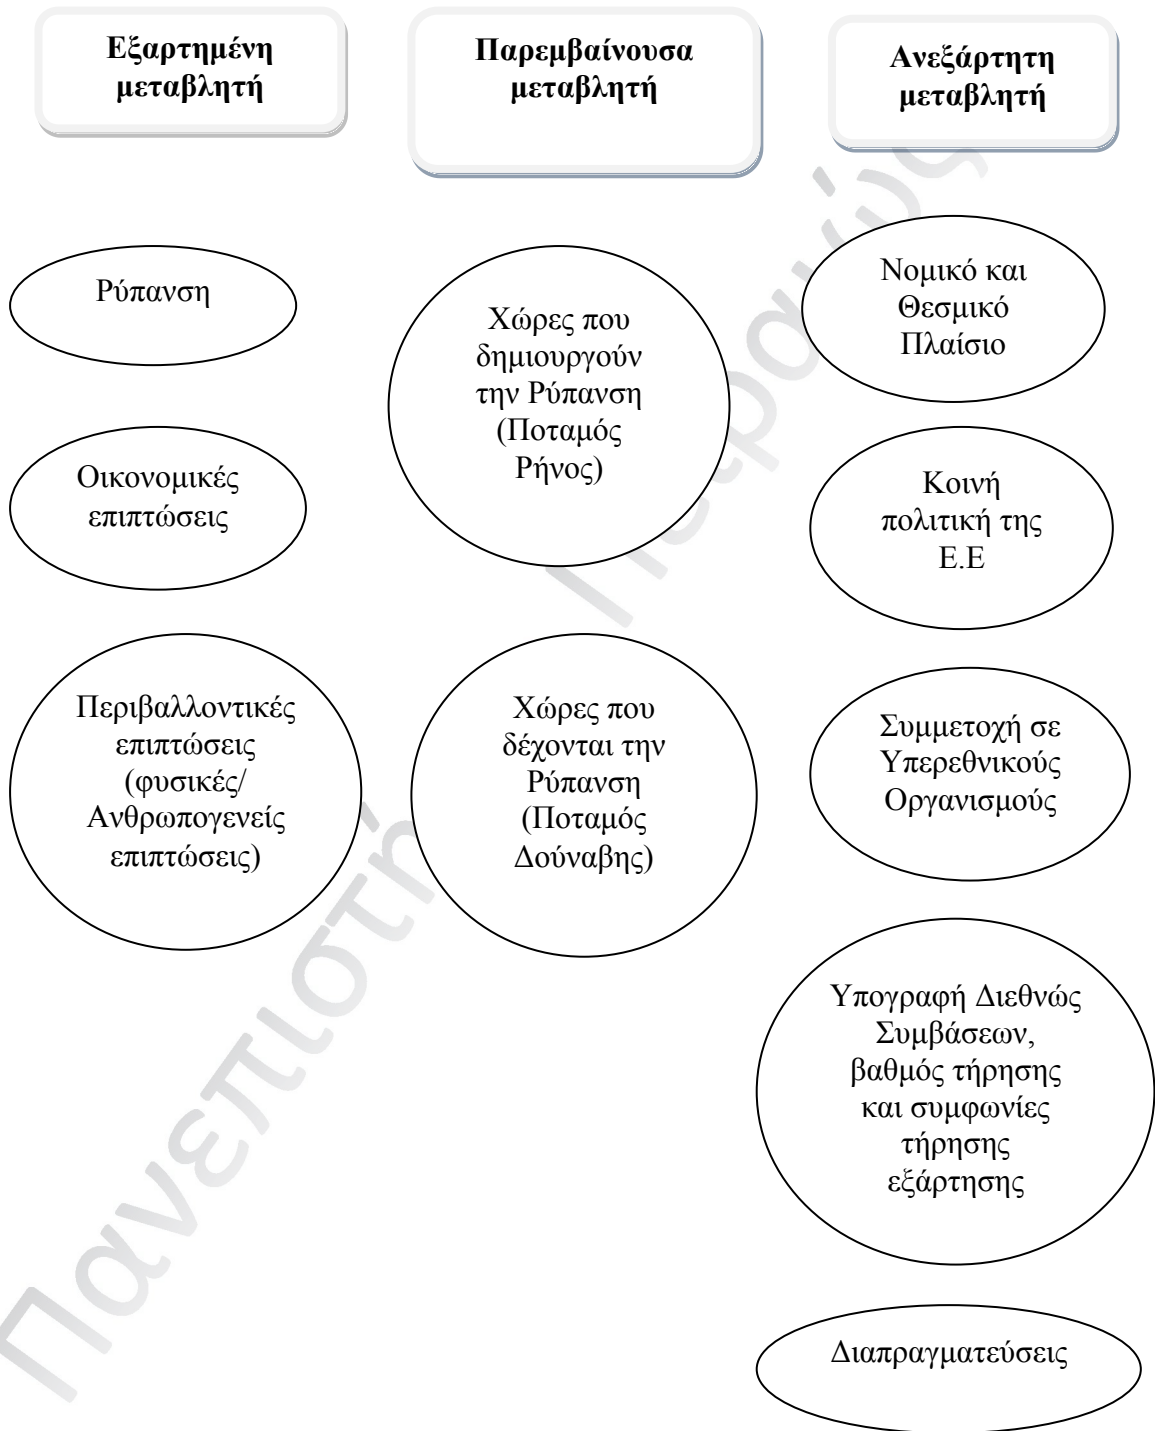 Εξαρτημένη
μεταβλητή
Ρύπανση
Οικονομικές
επιπτώσεις
Περιβαλλοντικές
επιπτώσεις
(φυσικές/
Ανθρωπογενείς
επιπτώσεις)
Παρεμβαίνουσα
μεταβλητή
Χώρες που
δημιουργούν
την Ρύπανση
(Ποταμός
Ρήνος)
Χώρες που
δέχονται την
Ρύπανση
(Ποταμός
Δούναβης)
Ανεξάρτητη
μεταβλητή
Νομικό και
Θεσμικό
Πλαίσιο
Κοινή
πολιτική της
Ε.Ε
Συμμετοχή σε
Υπερεθνικούς
Οργανισμούς
Υπογραφή Διεθνώς
Συμβάσεων,
βαθμός τήρησης
και συμφωνίες
τήρησης
εξάρτησης
Διαπραγματεύσεις